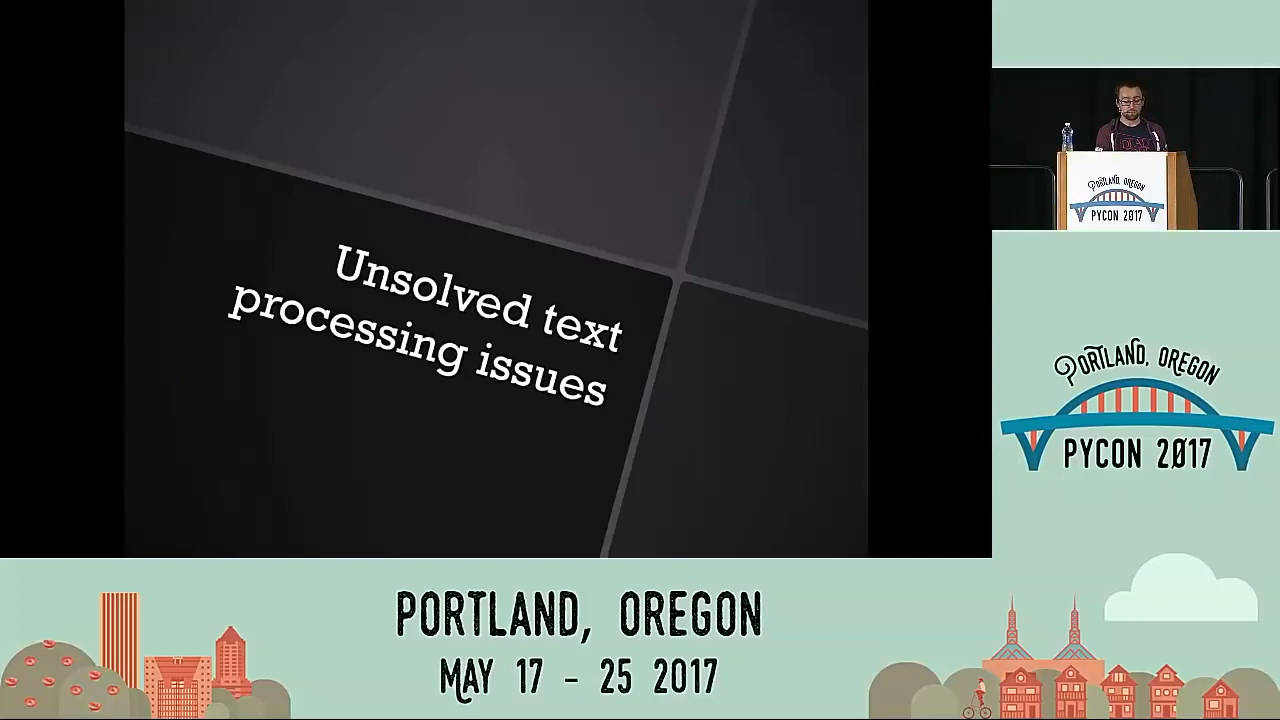 Unsolved text
processing issues
PORTLAND, OREGON
PYCON 2017
PORTLAND, OREGON
PYCON 2017
PORTLAND, OREGON
MAY 17 - 25 2017